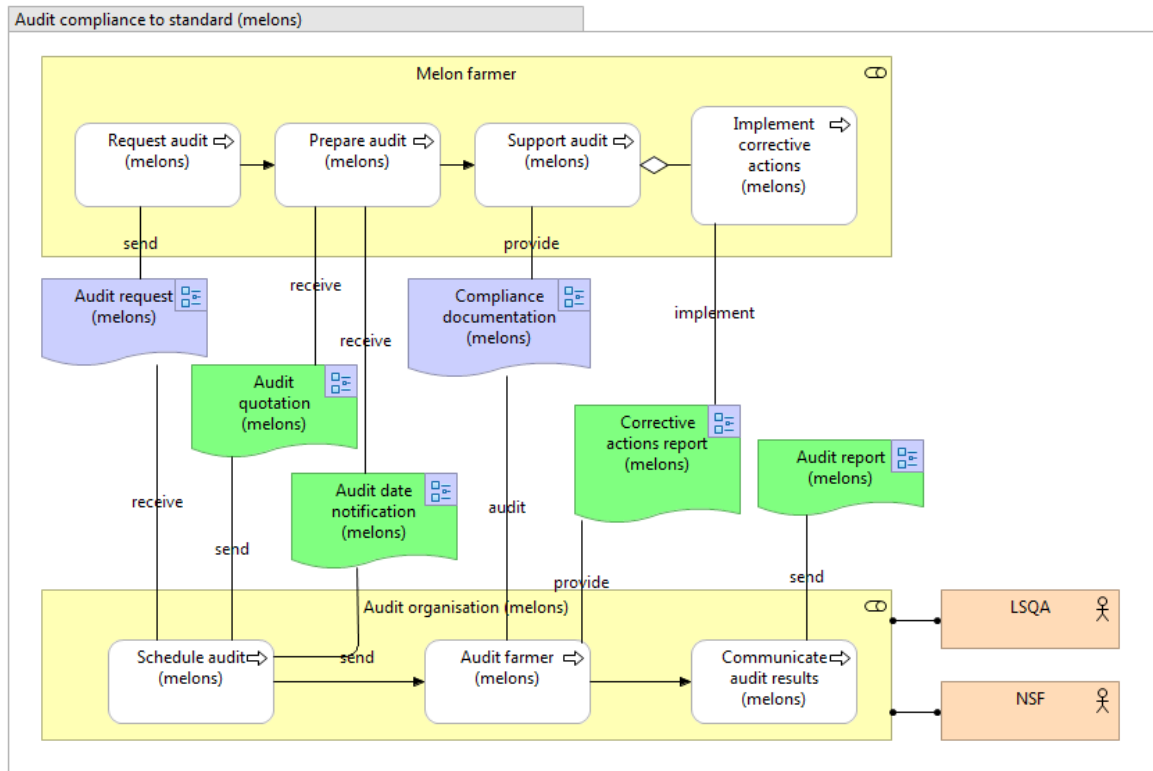 Audit compliance to standard (melons)
Melon farmer
Request audit
(melons)
Prepare audit
(melons)
Support audit
(melons)
Implement
corrective
actions
(melons)
send
receive
receive
provide
implement
Audit request
(melons)
Compliance
documentation
(melons)
Audit
quotation
(melons)
Corrective
actions report
(melons)
Audit report
(melons)
Audit date
notification
(melons)
receive
send
audit
provide
send
Audit organisation (melons)
Schedule audit
(melons)
send
Audit farmer
(melons)
Communicate
audit results
(melons)
LSQA
NSF